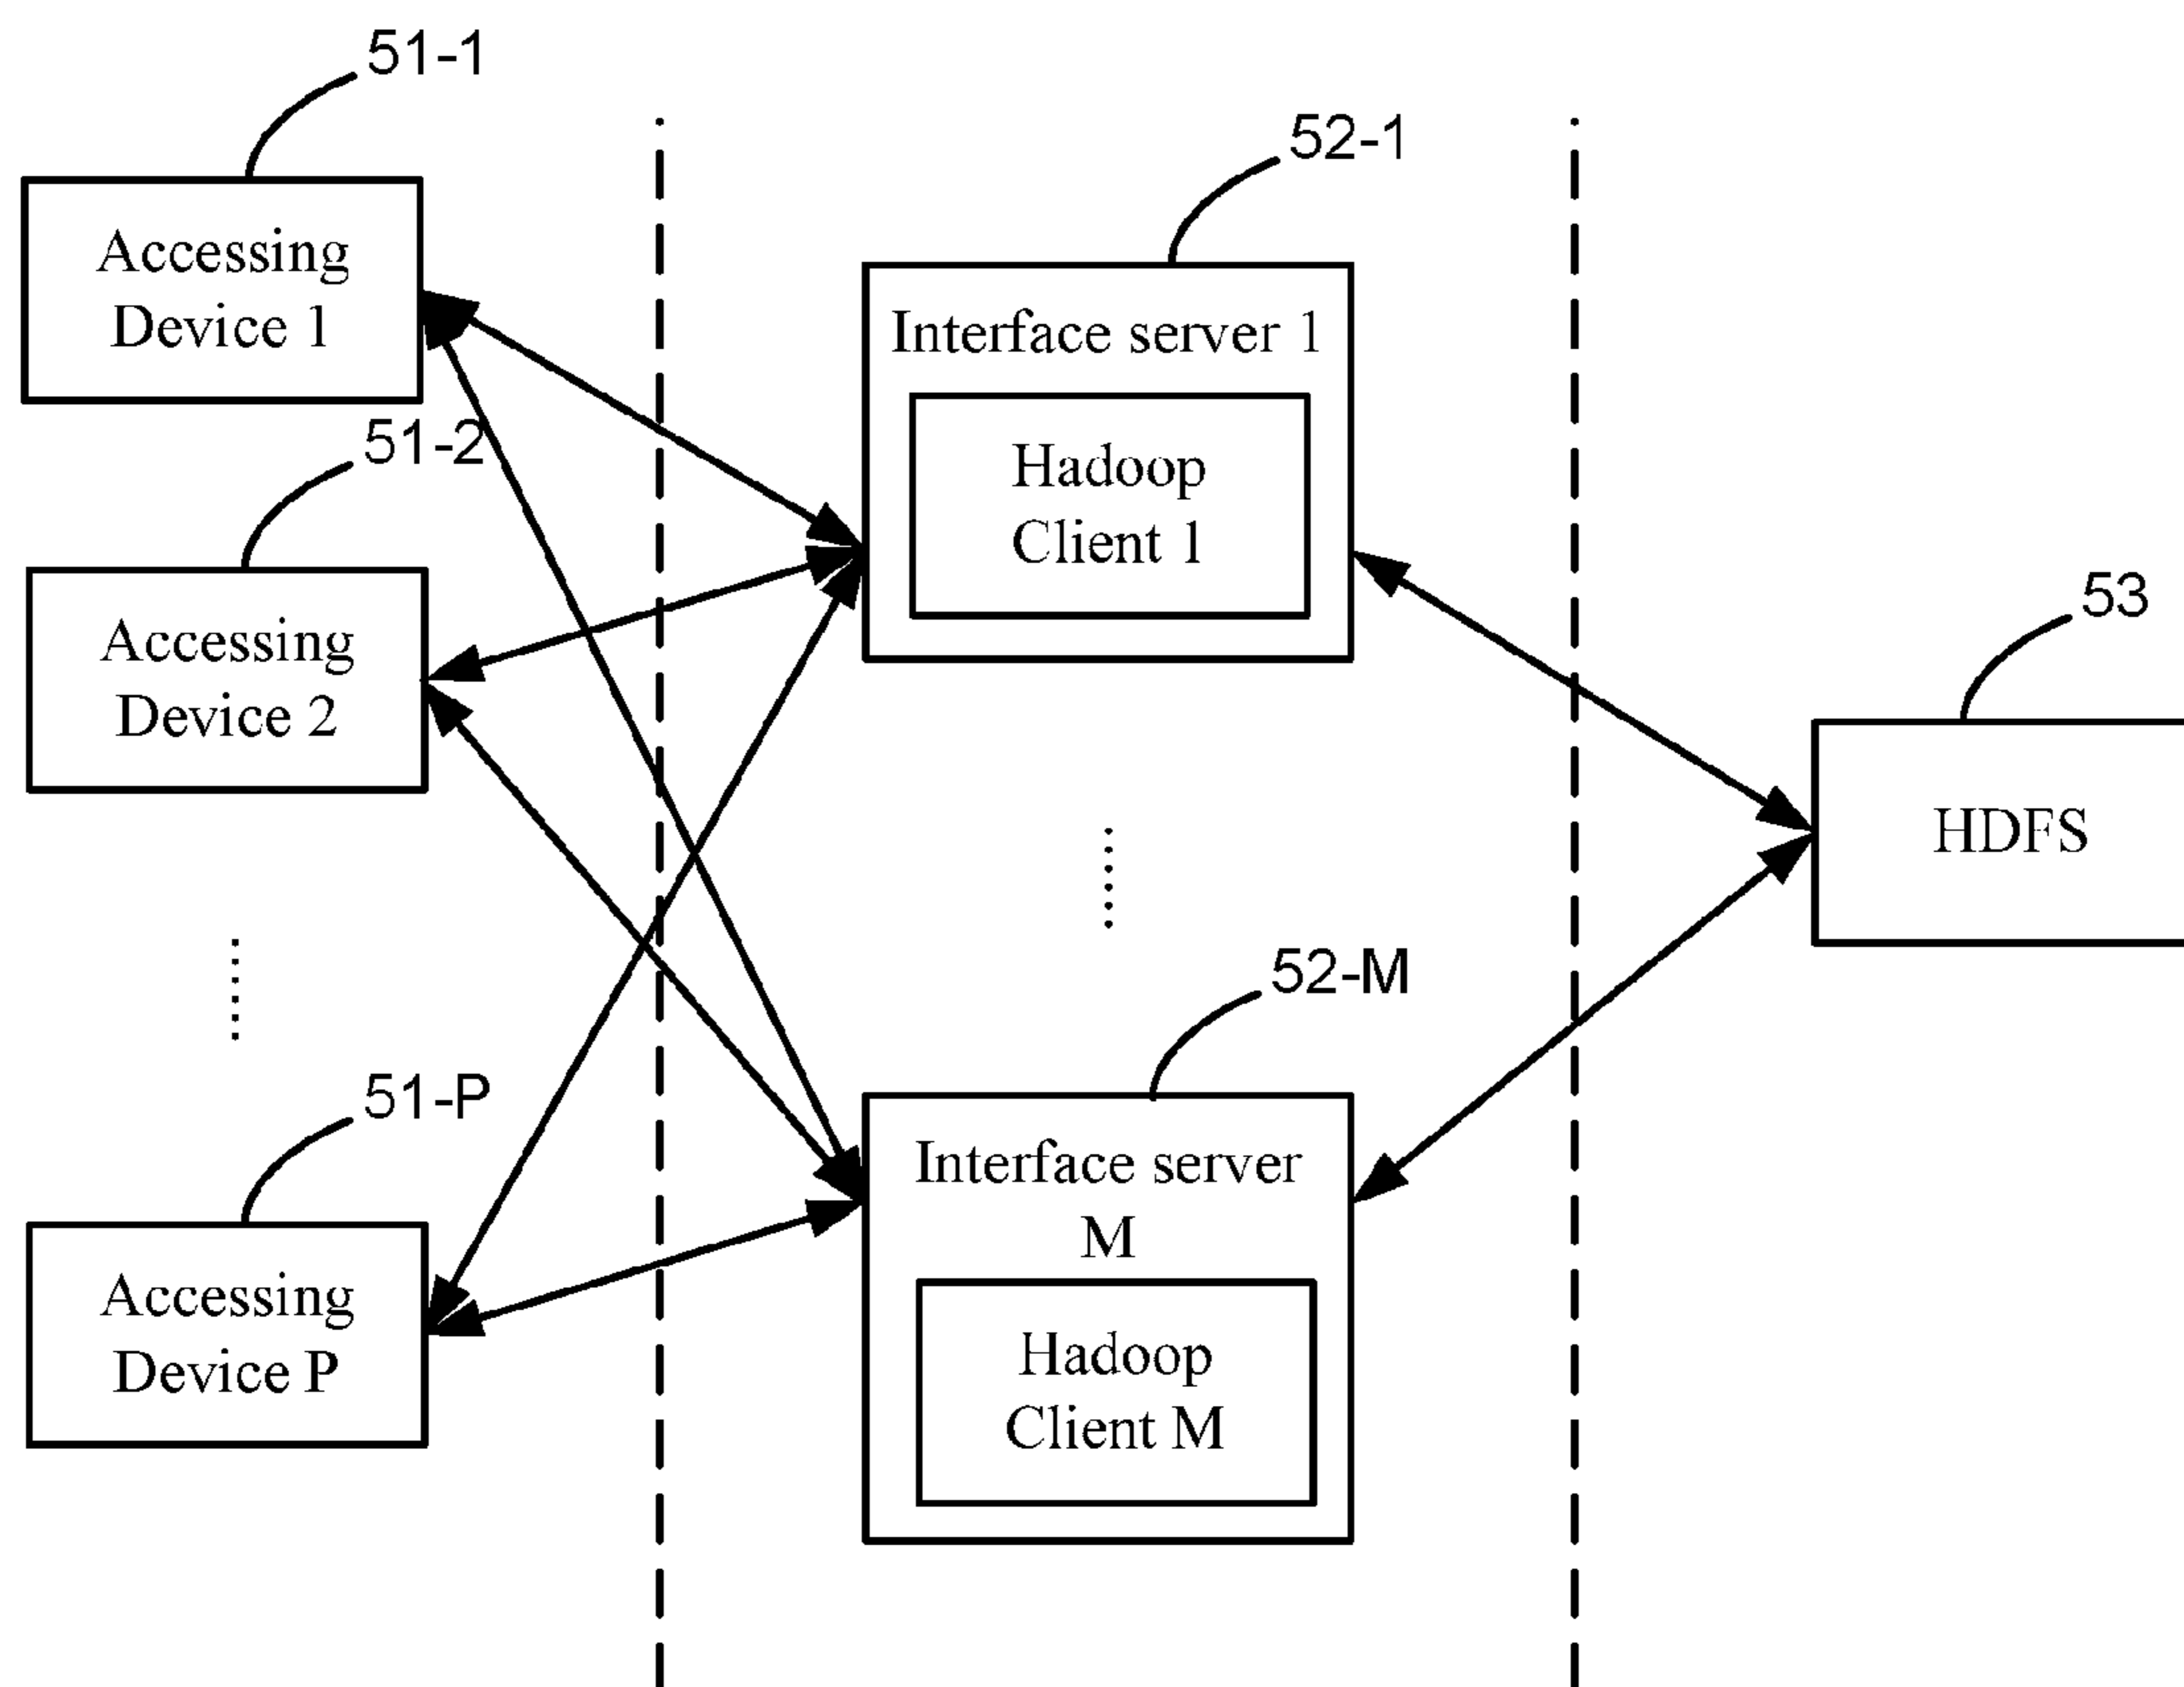 51-1
Accessing
Device 1
51-2
Accessing
Device 2
51-P
Accessing
Device P
52-1
Interface server 1
Hadoop
Client 1
52-M
Interface server
M
Hadoop
Client M
53
HDFS